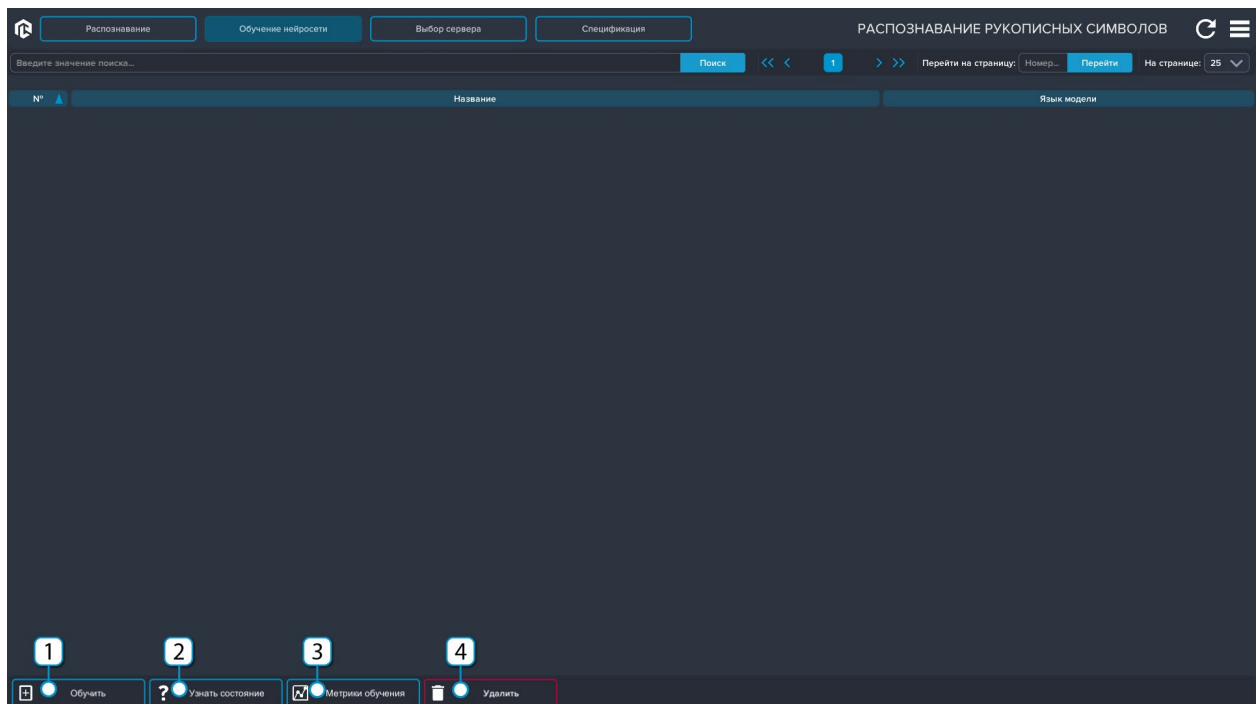 Распознавание Обучение нейросети Выбор сервера Спецификация РАСПОЗНАВАНИЕ РУКОПИСНЫХ СИМВОЛОВ
Введите значение поиска... Поиск << < 1 > >> Перейти на страницу: Номер... Перейти На странице: 25
№ Название Язык модели
1 2 3 4
Обучить ? Узнать состояние Метрики обучения Удалить